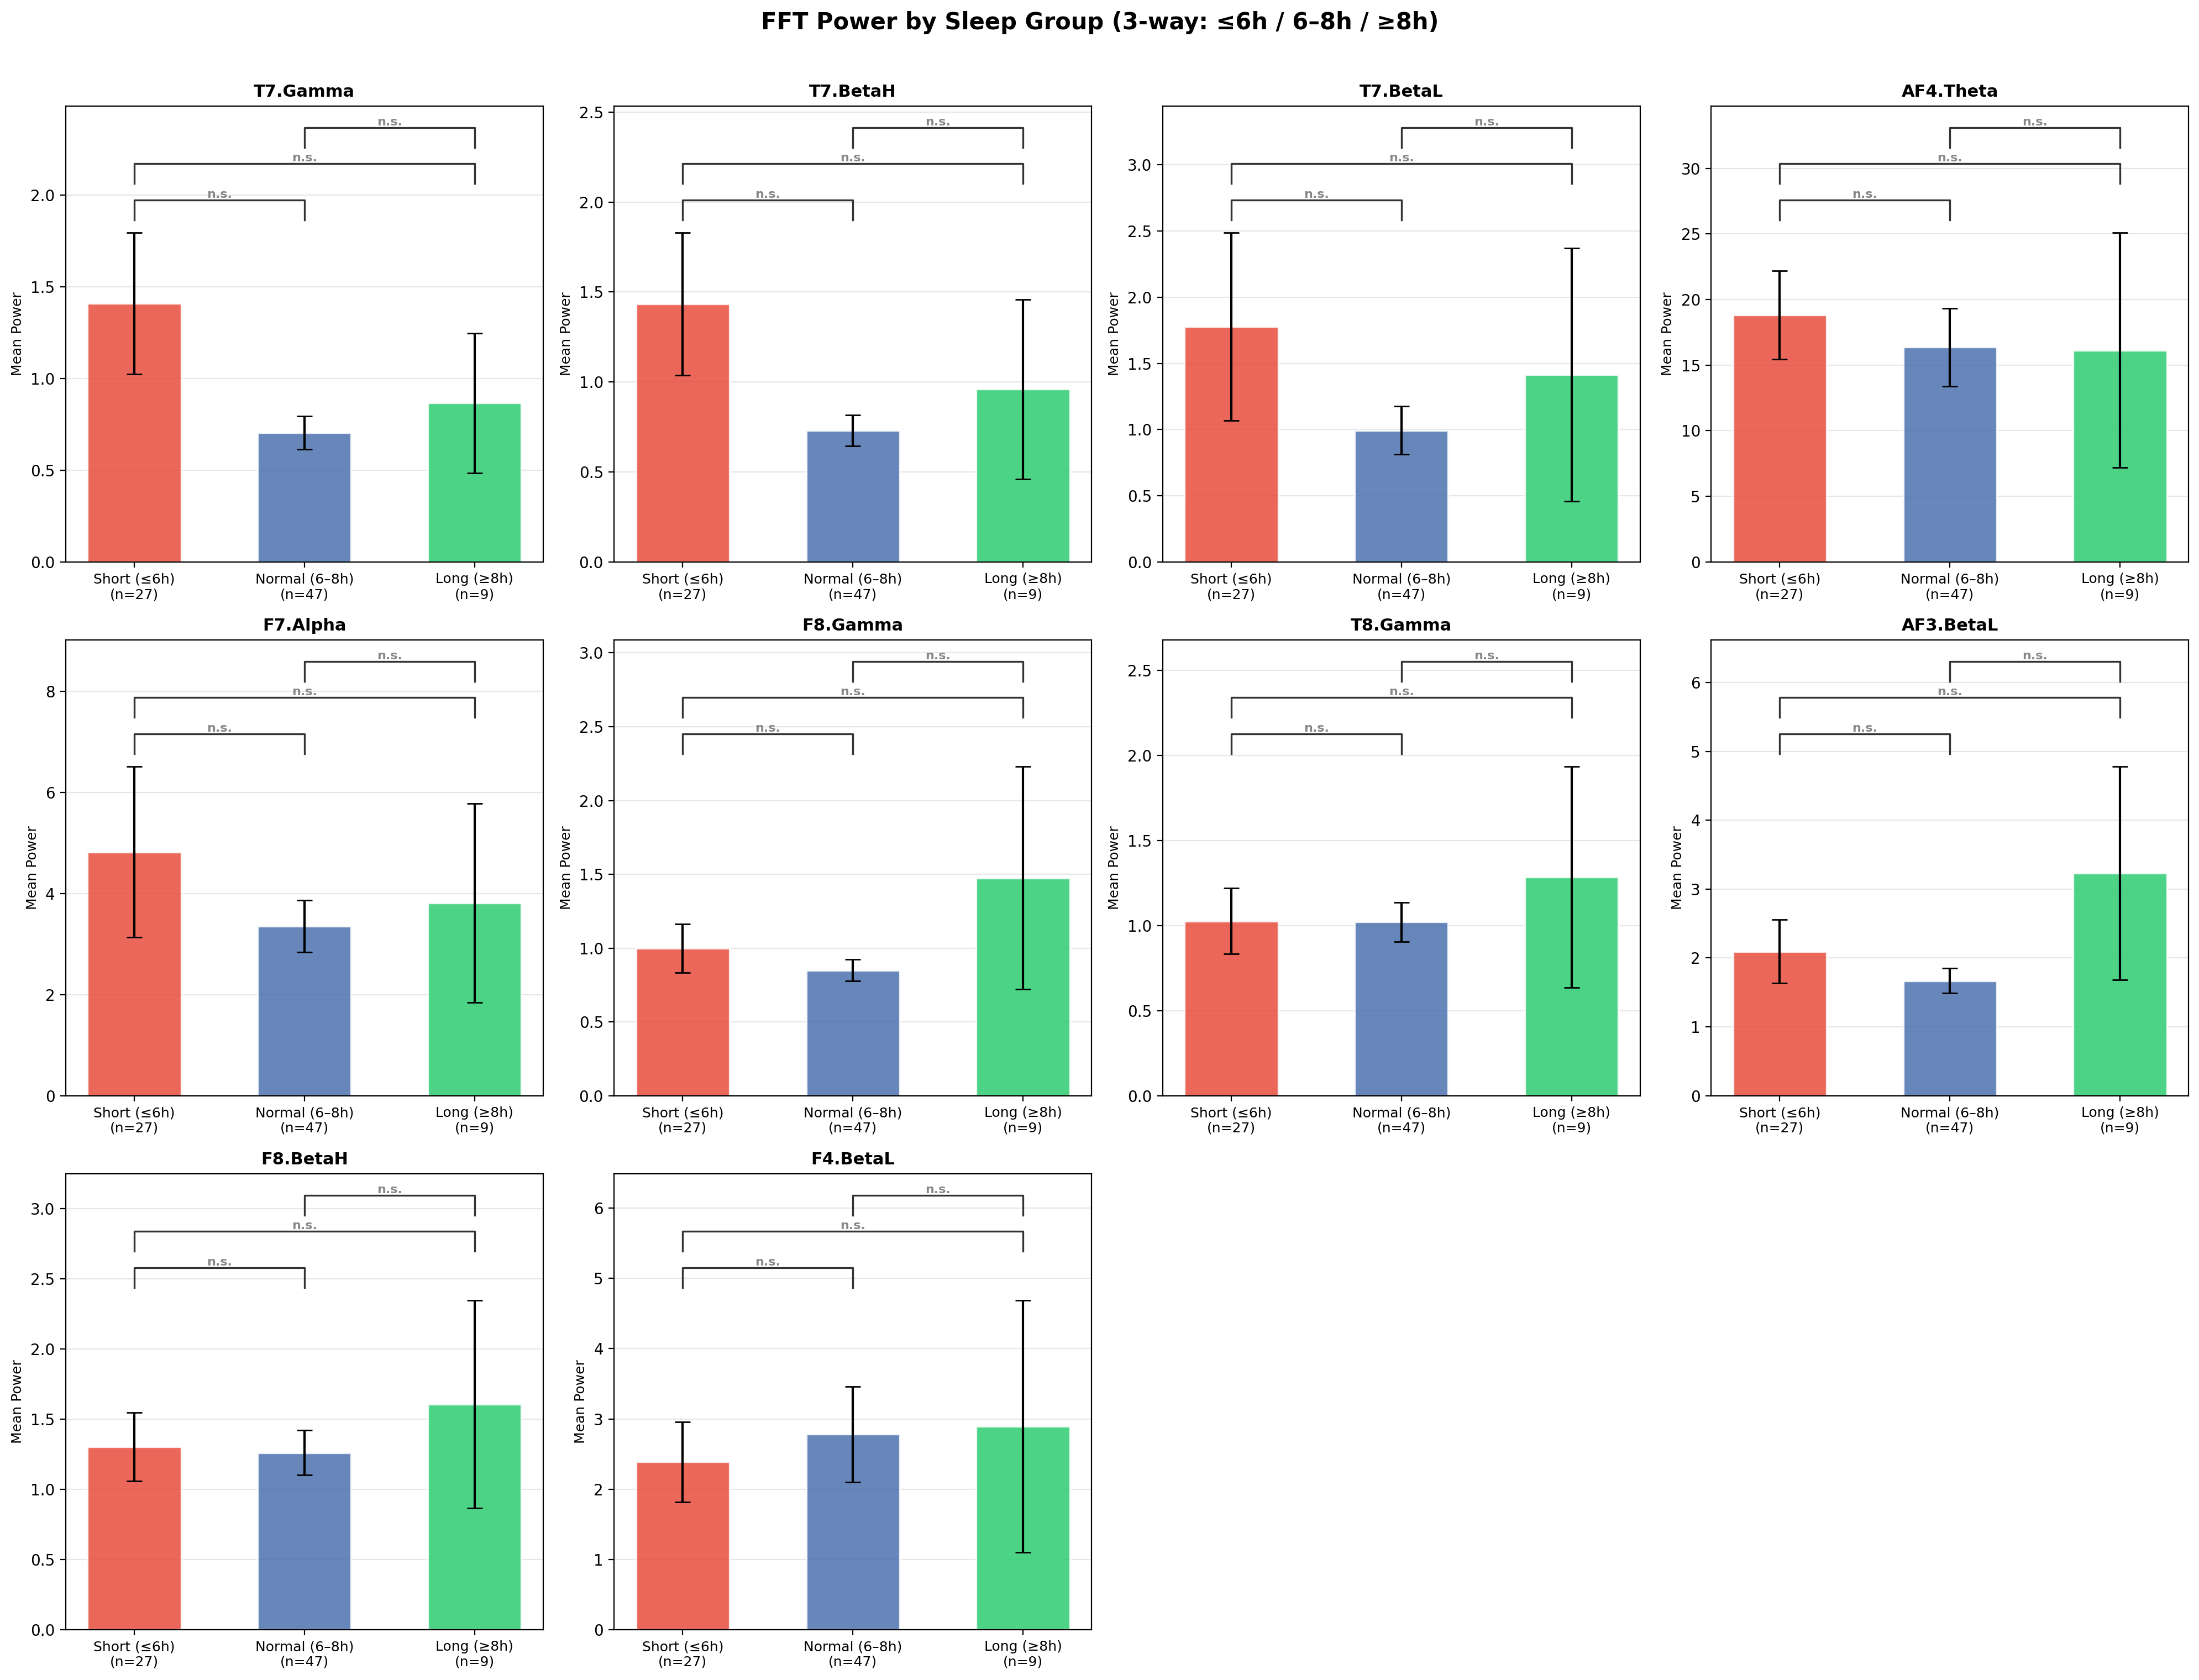 FFT Power by Sleep Group (3-way: ≤6h / 6–8h / ≥8h)
T7.Gamma
n.s.
n.s.
n.s.
2.0
1.5
1.0
0.5
0.0
Mean Power
Short (≤6h) Normal (6–8h) Long (≥8h)
(n=27) (n=47) (n=9)
T7.BetaH
n.s.
n.s.
n.s.
2.5
2.0
1.5
1.0
0.5
0.0
Mean Power
Short (≤6h) Normal (6–8h) Long (≥8h)
(n=27) (n=47) (n=9)
T7.BetaL
n.s.
n.s.
n.s.
3.0
2.5
2.0
1.5
1.0
0.5
0.0
Mean Power
Short (≤6h) Normal (6–8h) Long (≥8h)
(n=27) (n=47) (n=9)
AF4.Theta
n.s.
n.s.
n.s.
30
25
20
15
10
5
0
Mean Power
Short (≤6h) Normal (6–8h) Long (≥8h)
(n=27) (n=47) (n=9)
F7.Alpha
n.s.
n.s.
n.s.
8
6
4
2
0
Mean Power
Short (≤6h) Normal (6–8h) Long (≥8h)
(n=27) (n=47) (n=9)
F8.Gamma
n.s.
n.s.
n.s.
3.0
2.5
2.0
1.5
1.0
0.5
0.0
Mean Power
Short (≤6h) Normal (6–8h) Long (≥8h)
(n=27) (n=47) (n=9)
T8.Gamma
n.s.
n.s.
n.s.
2.5
2.0
1.5
1.0
0.5
0.0
Mean Power
Short (≤6h) Normal (6–8h) Long (≥8h)
(n=27) (n=47) (n=9)
AF3.BetaL
n.s.
n.s.
n.s.
6
5
4
3
2
1
0
Mean Power
Short (≤6h) Normal (6–8h) Long (≥8h)
(n=27) (n=47) (n=9)
F8.BetaH
n.s.
n.s.
n.s.
3.0
2.5
2.0
1.5
1.0
0.5
0.0
Mean Power
Short (≤6h) Normal (6–8h) Long (≥8h)
(n=27) (n=47) (n=9)
F4.BetaL
n.s.
n.s.
n.s.
6
5
4
3
2
1
0
Mean Power
Short (≤6h) Normal (6–8h) Long (≥8h)
(n=27) (n=47) (n=9)